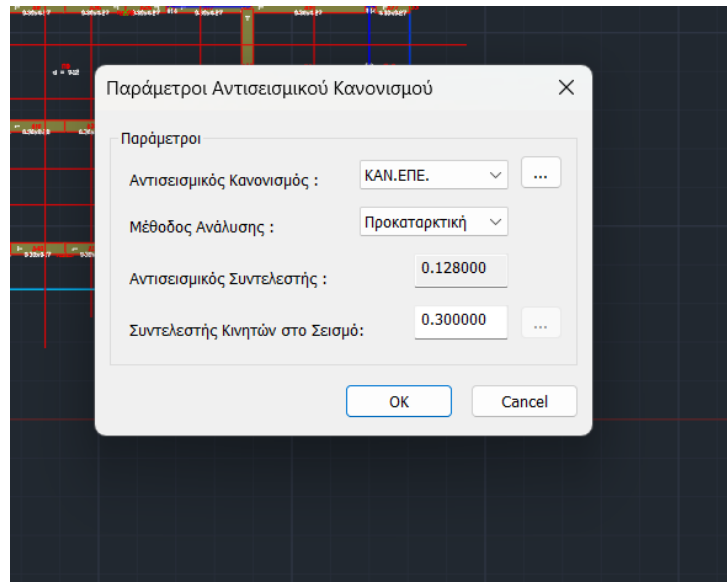 d = 
Παράμετροι Αντισεισμικού Κανονισμού
Παράμετροι
Αντισεισμικός Κανονισμός :
ΚΑΝ.ΕΠΕ.
...
Μέθοδος Ανάλυσης :
Προκαταρκτική
Αντισεισμικός Συντελεστής :
0.128000
Συντελεστής Κινητών στο Σεισμό:
0.300000
...
OK
Cancel